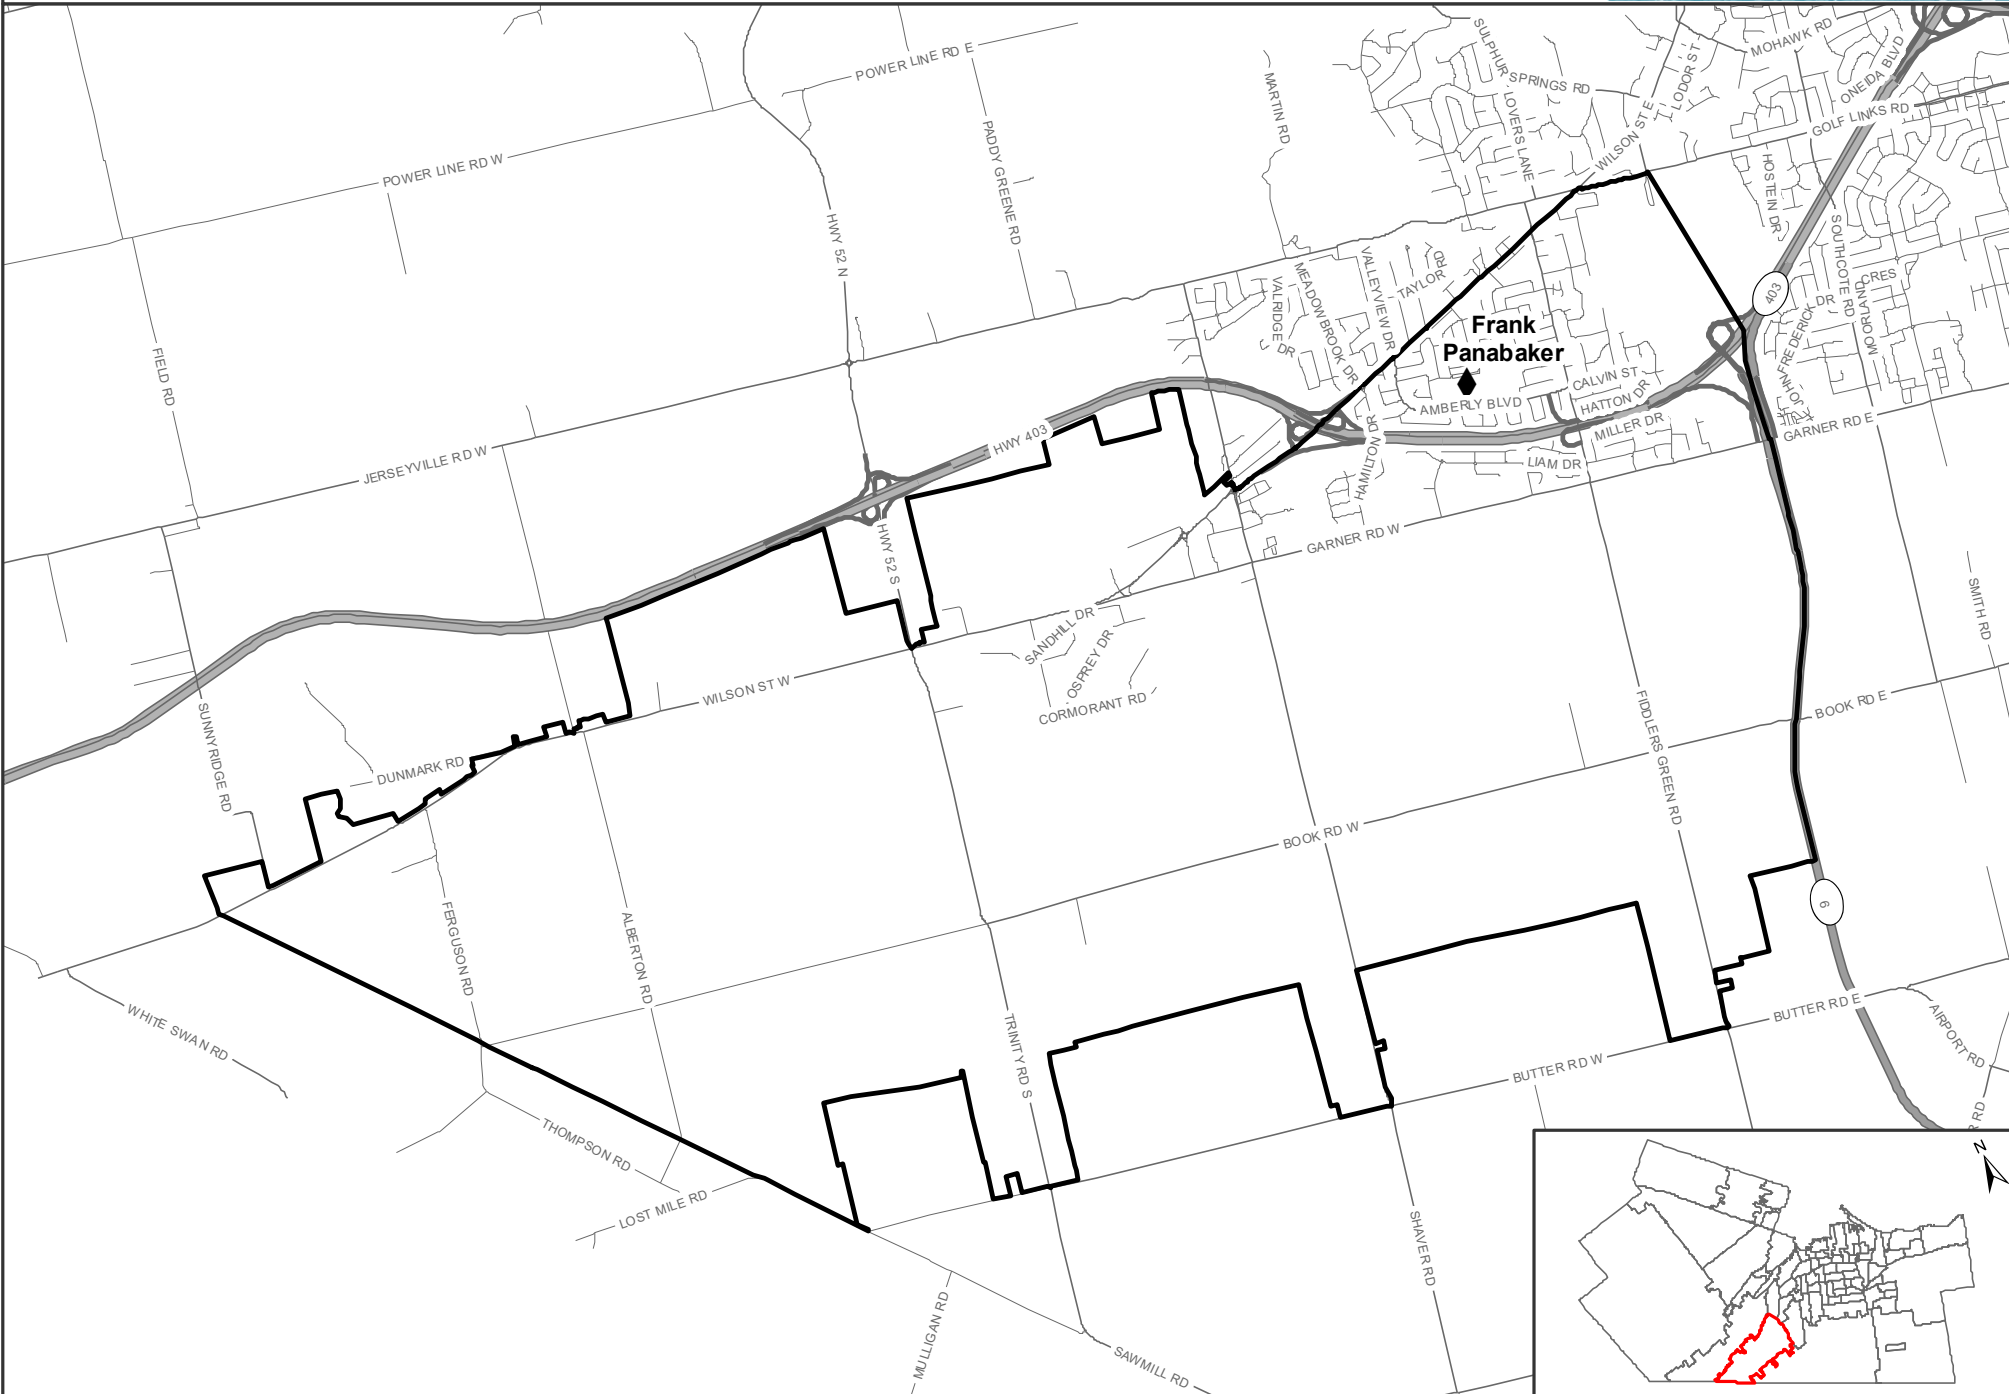 POWER LINE RD E
MOHAWK RD
SULPHUR
SPRINGS RD
LODOR ST
ONEIDA BLVD
GOLF LINKS RD
MARTIN RD
LOVERS LANE
WILSON ST E
PADDY GREENE RD
POWER LINE RD W
HOSTEIN DR
HWY 52 N
SOUTHCOTE RD
MEADOWBROOK DR
VALLEYVIEW DR
TAYLOR
RD
VALRIDGE
DR
403
CRES
MOORLAND
FREDERICK DR
JOHN
Frank
Panabaker
FIELD RD
CALVIN ST
HATTON DR
AMBERLY BLVD
MILLER DR
GARNER RD E
HWY 403
JERSEYVILLE RD W
LIAM DR
HAMILTON DR
GARNER RD W
HWY 52 S
SMITH RD
SANDHILL DR
OSPREY DR
CORMORANT RD
WILSON ST W
FIDDLERS GREEN RD
BOOK RD E
SUNNYRIDGE RD
DUNMARK RD
BOOK RD W
6
FERGUSON RD
ALBERTON RD
WHITE SWAN RD
TRINITY RD S
BUTTER RD E
AIRPORT RD
BUTTER RD W
R RD
THOMPSON RD
LOST MILE RD
SHAVER RD
MULLIGAN RD
SAWMILL RD
N